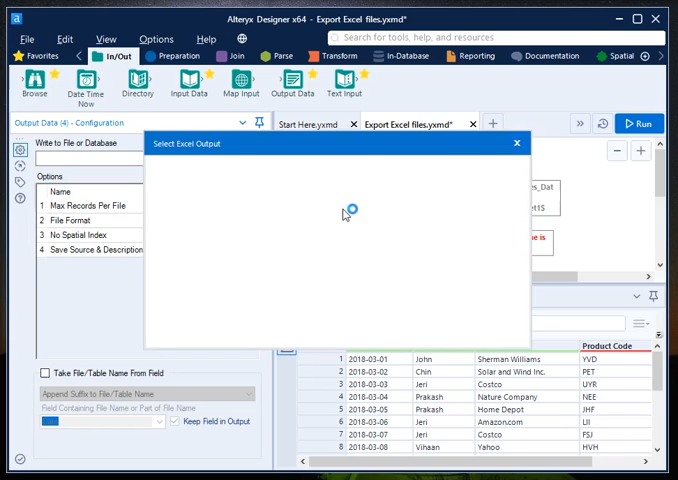 Alteryx Designer x64 - Export Excel files.yxmd*
File Edit View Options Help Search for tools, help, and resources
Favorites In/Out Preparation Join Parse Transform In-Database Reporting Documentation Spatial
Browse Date Time Now Directory Input Data Map Input Output Data Text Input
Output Data (4) - Configuration
Start Here.yxmd Export Excel files.yxmd* Run
Write to File or Database
Select Excel Output X
Options
Name
1 Max Records Per File
2 File Format
3 No Spatial Index
4 Save Source & Description
es_Dat
et1$
e is
Product Code
1 2018-03-01 John Sherman Williams YVD
2 2018-03-02 Chin Solar and Wind Inc. PET
3 2018-03-03 Jeri Costco UYR
4 2018-03-04 Prakash Nature Company NEE
5 2018-03-05 Prakash Home Depot JHF
6 2018-03-06 Jeri Amazon.com LII
7 2018-03-07 Jeri Costco FSJ
8 2018-03-08 Vihaan Yahoo HVH
Take File/Table Name From Field
Append Suffix to File/Table Name
Field Containing File Name or Part of File Name
Keep Field in Output